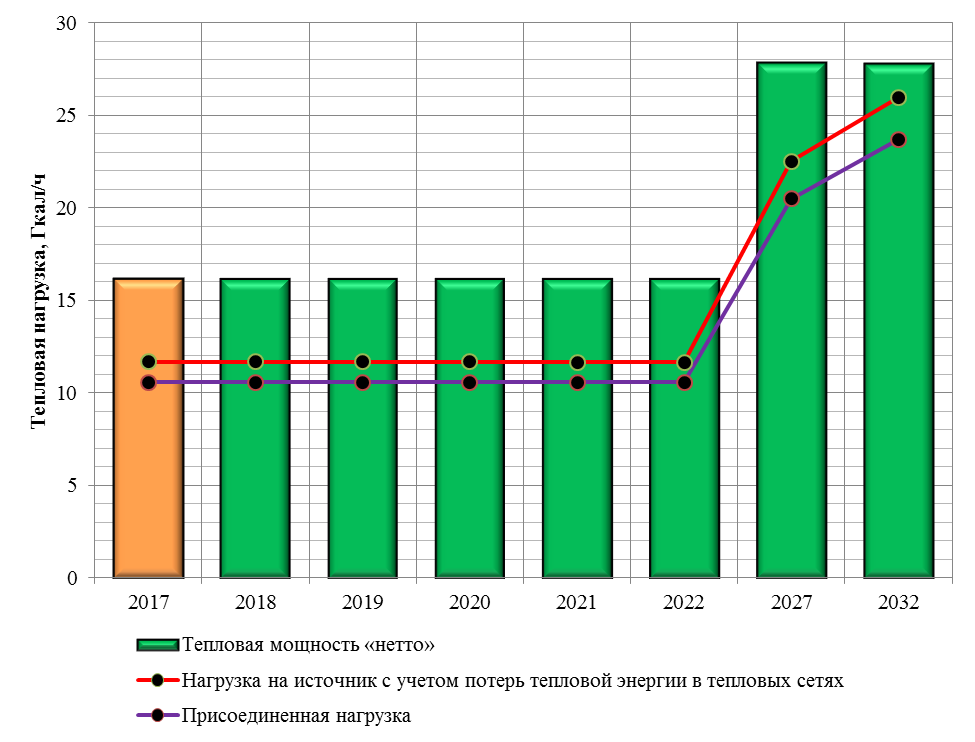 30
25
20
15
10
5
0
Тепловая нагрузка, Гкал/ч
2017 2018 2019 2020 2021 2022 2027 2032
Тепловая мощность «нетто»
Нагрузка на источник с учетом потерь тепловой энергии в тепловых сетях
Присоединенная нагрузка